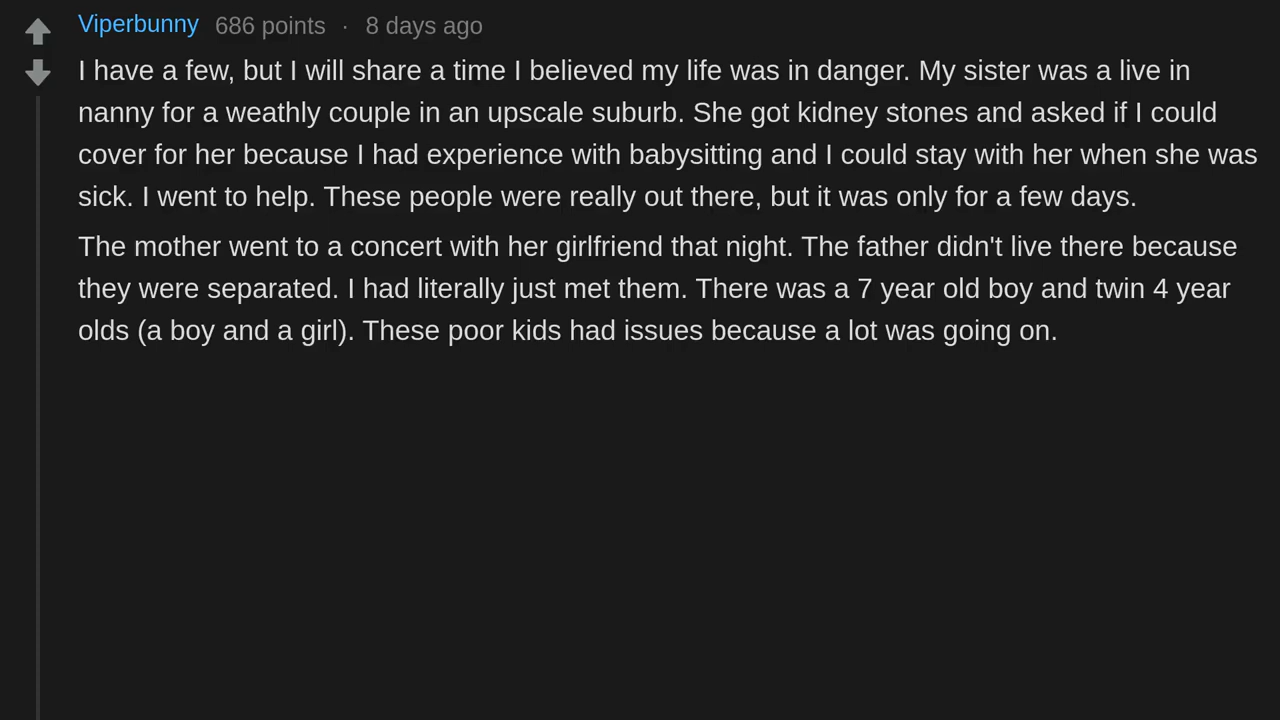 Viperbunny 686 points · 8 days ago
I have a few, but I will share a time I believed my life was in danger. My sister was a live in
nanny for a weathly couple in an upscale suburb. She got kidney stones and asked if I could
cover for her because I had experience with babysitting and I could stay with her when she was
sick. I went to help. These people were really out there, but it was only for a few days.
The mother went to a concert with her girlfriend that night. The father didn't live there because
they were separated. I had literally just met them. There was a 7 year old boy and twin 4 year
olds (a boy and a girl). These poor kids had issues because a lot was going on.